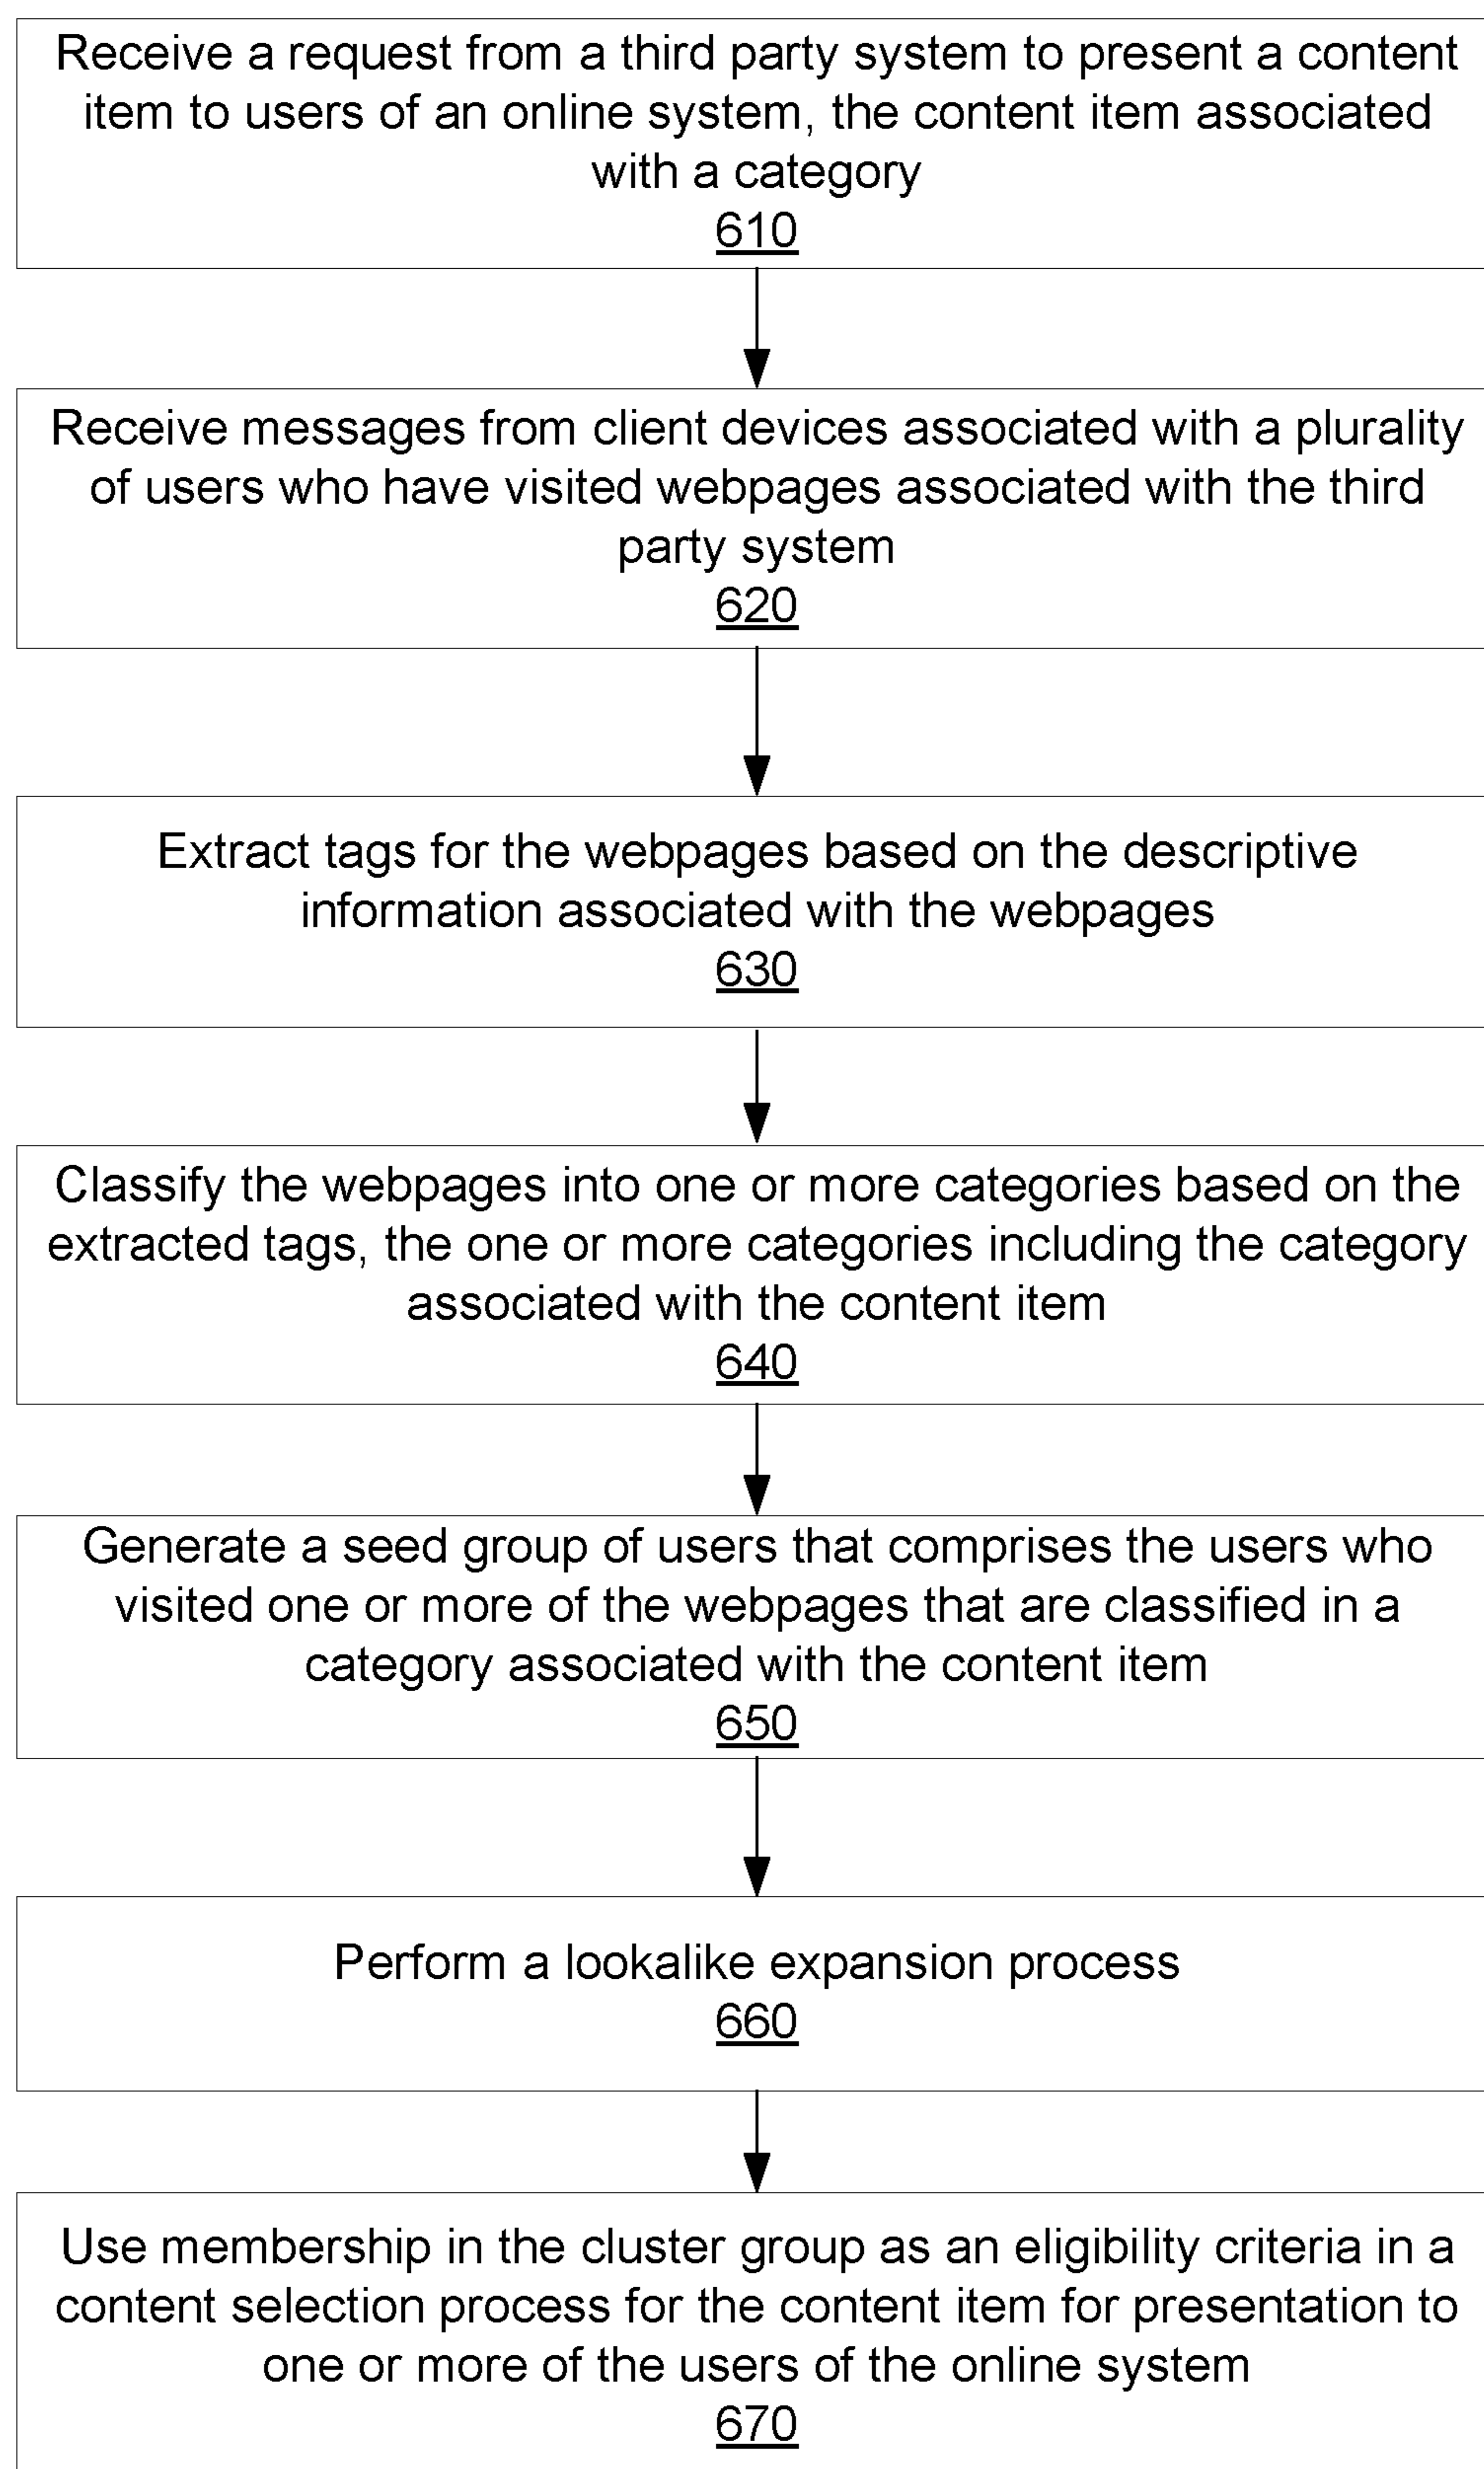 Receive a request from a third party system to present a content
item to users of an online system, the content item associated
with a category
610
Receive messages from client devices associated with a plurality
of users who have visited webpages associated with the third
party system
620
Extract tags for the webpages based on the descriptive
information associated with the webpages
630
Classify the webpages into one or more categories based on the
extracted tags, the one or more categories including the category
associated with the content item
640
Generate a seed group of users that comprises the users who
visited one or more of the webpages that are classified in a
category associated with the content item
650
Perform a lookalike expansion process
660
Use membership in the cluster group as an eligibility criteria in a
content selection process for the content item for presentation to
one or more of the users of the online system
670